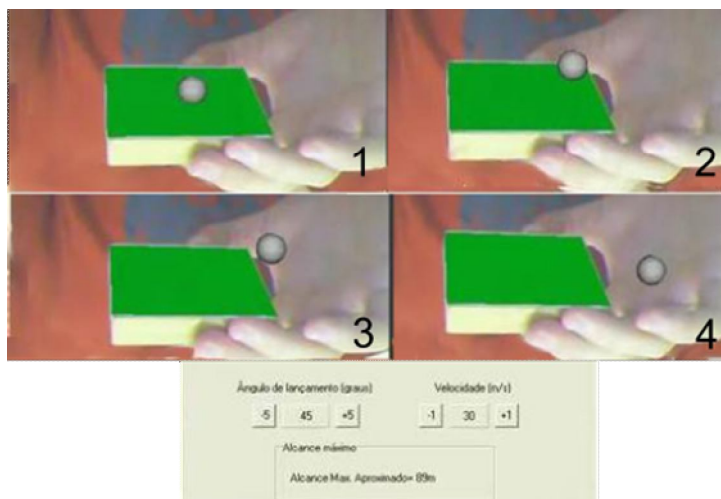 1
2
3
4
Ângulo de lançamento (graus)
Velocidade (n/s)
-5 45 +5
-1 30 +1
Alcance máximo
Alcance Max. Aproximado= 89m